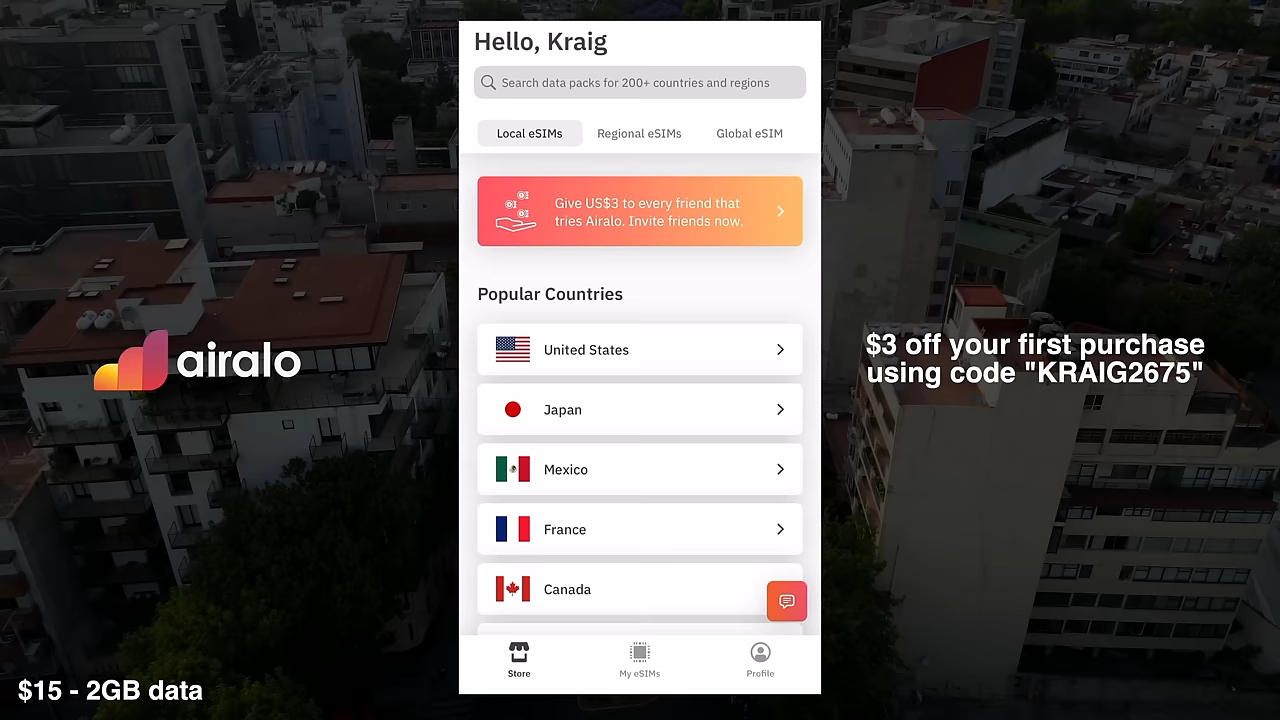 Hello, Kraig
Search data packs for 200+ countries and regions
Local eSIMs
Regional eSIMs
Global eSIM
Give US$3 to every friend that
tries Airalo. Invite friends now.
Popular Countries
United States
Japan
Mexico
France
Canada
Store
My eSIMs
Profile
airalo
$3 off your first purchase
using code "KRAIG2675"
$15 - 2GB data